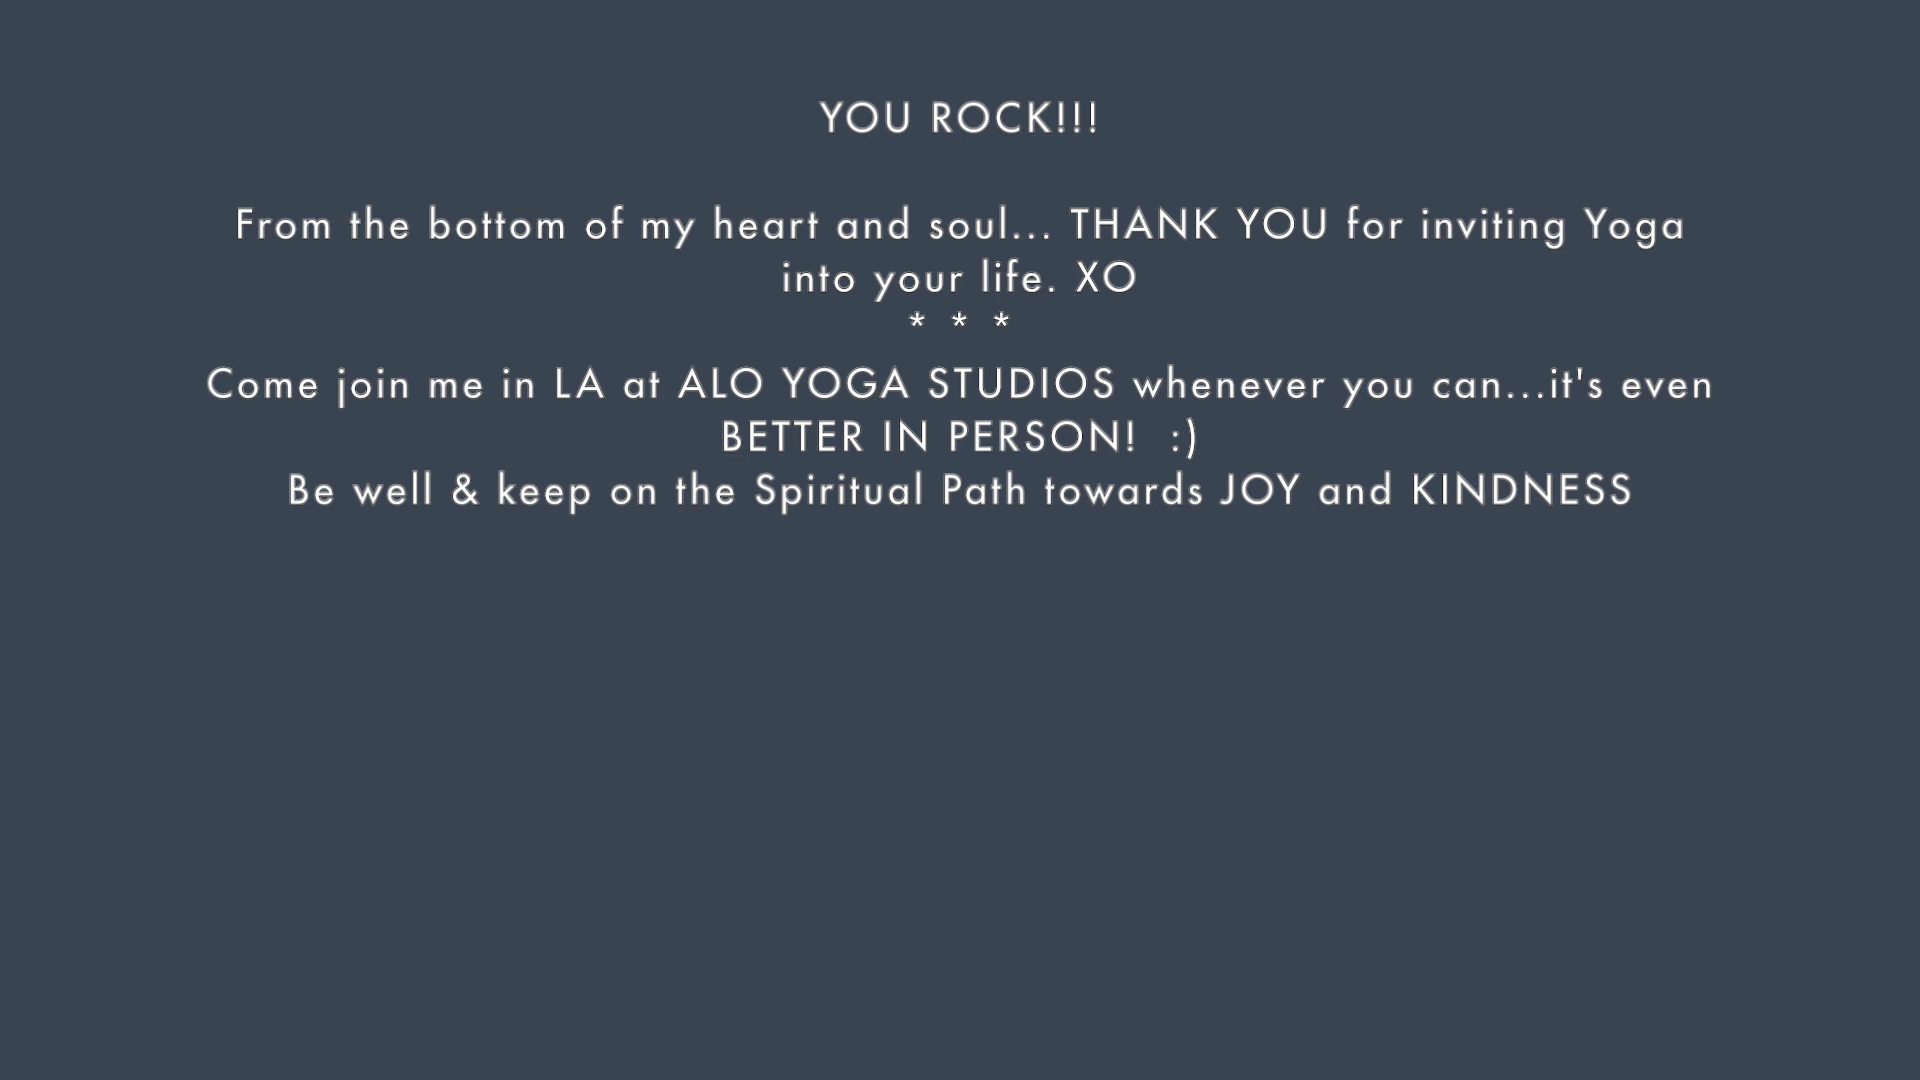 YOU ROCK!!!
From the bottom of my heart and soul... THANK YOU for inviting Yoga
into your life. XO
* * *
Come join me in LA at ALO YOGA STUDIOS whenever you can...it's even
BETTER IN PERSON!  :)
Be well & keep on the Spiritual Path towards JOY and KINDNESS